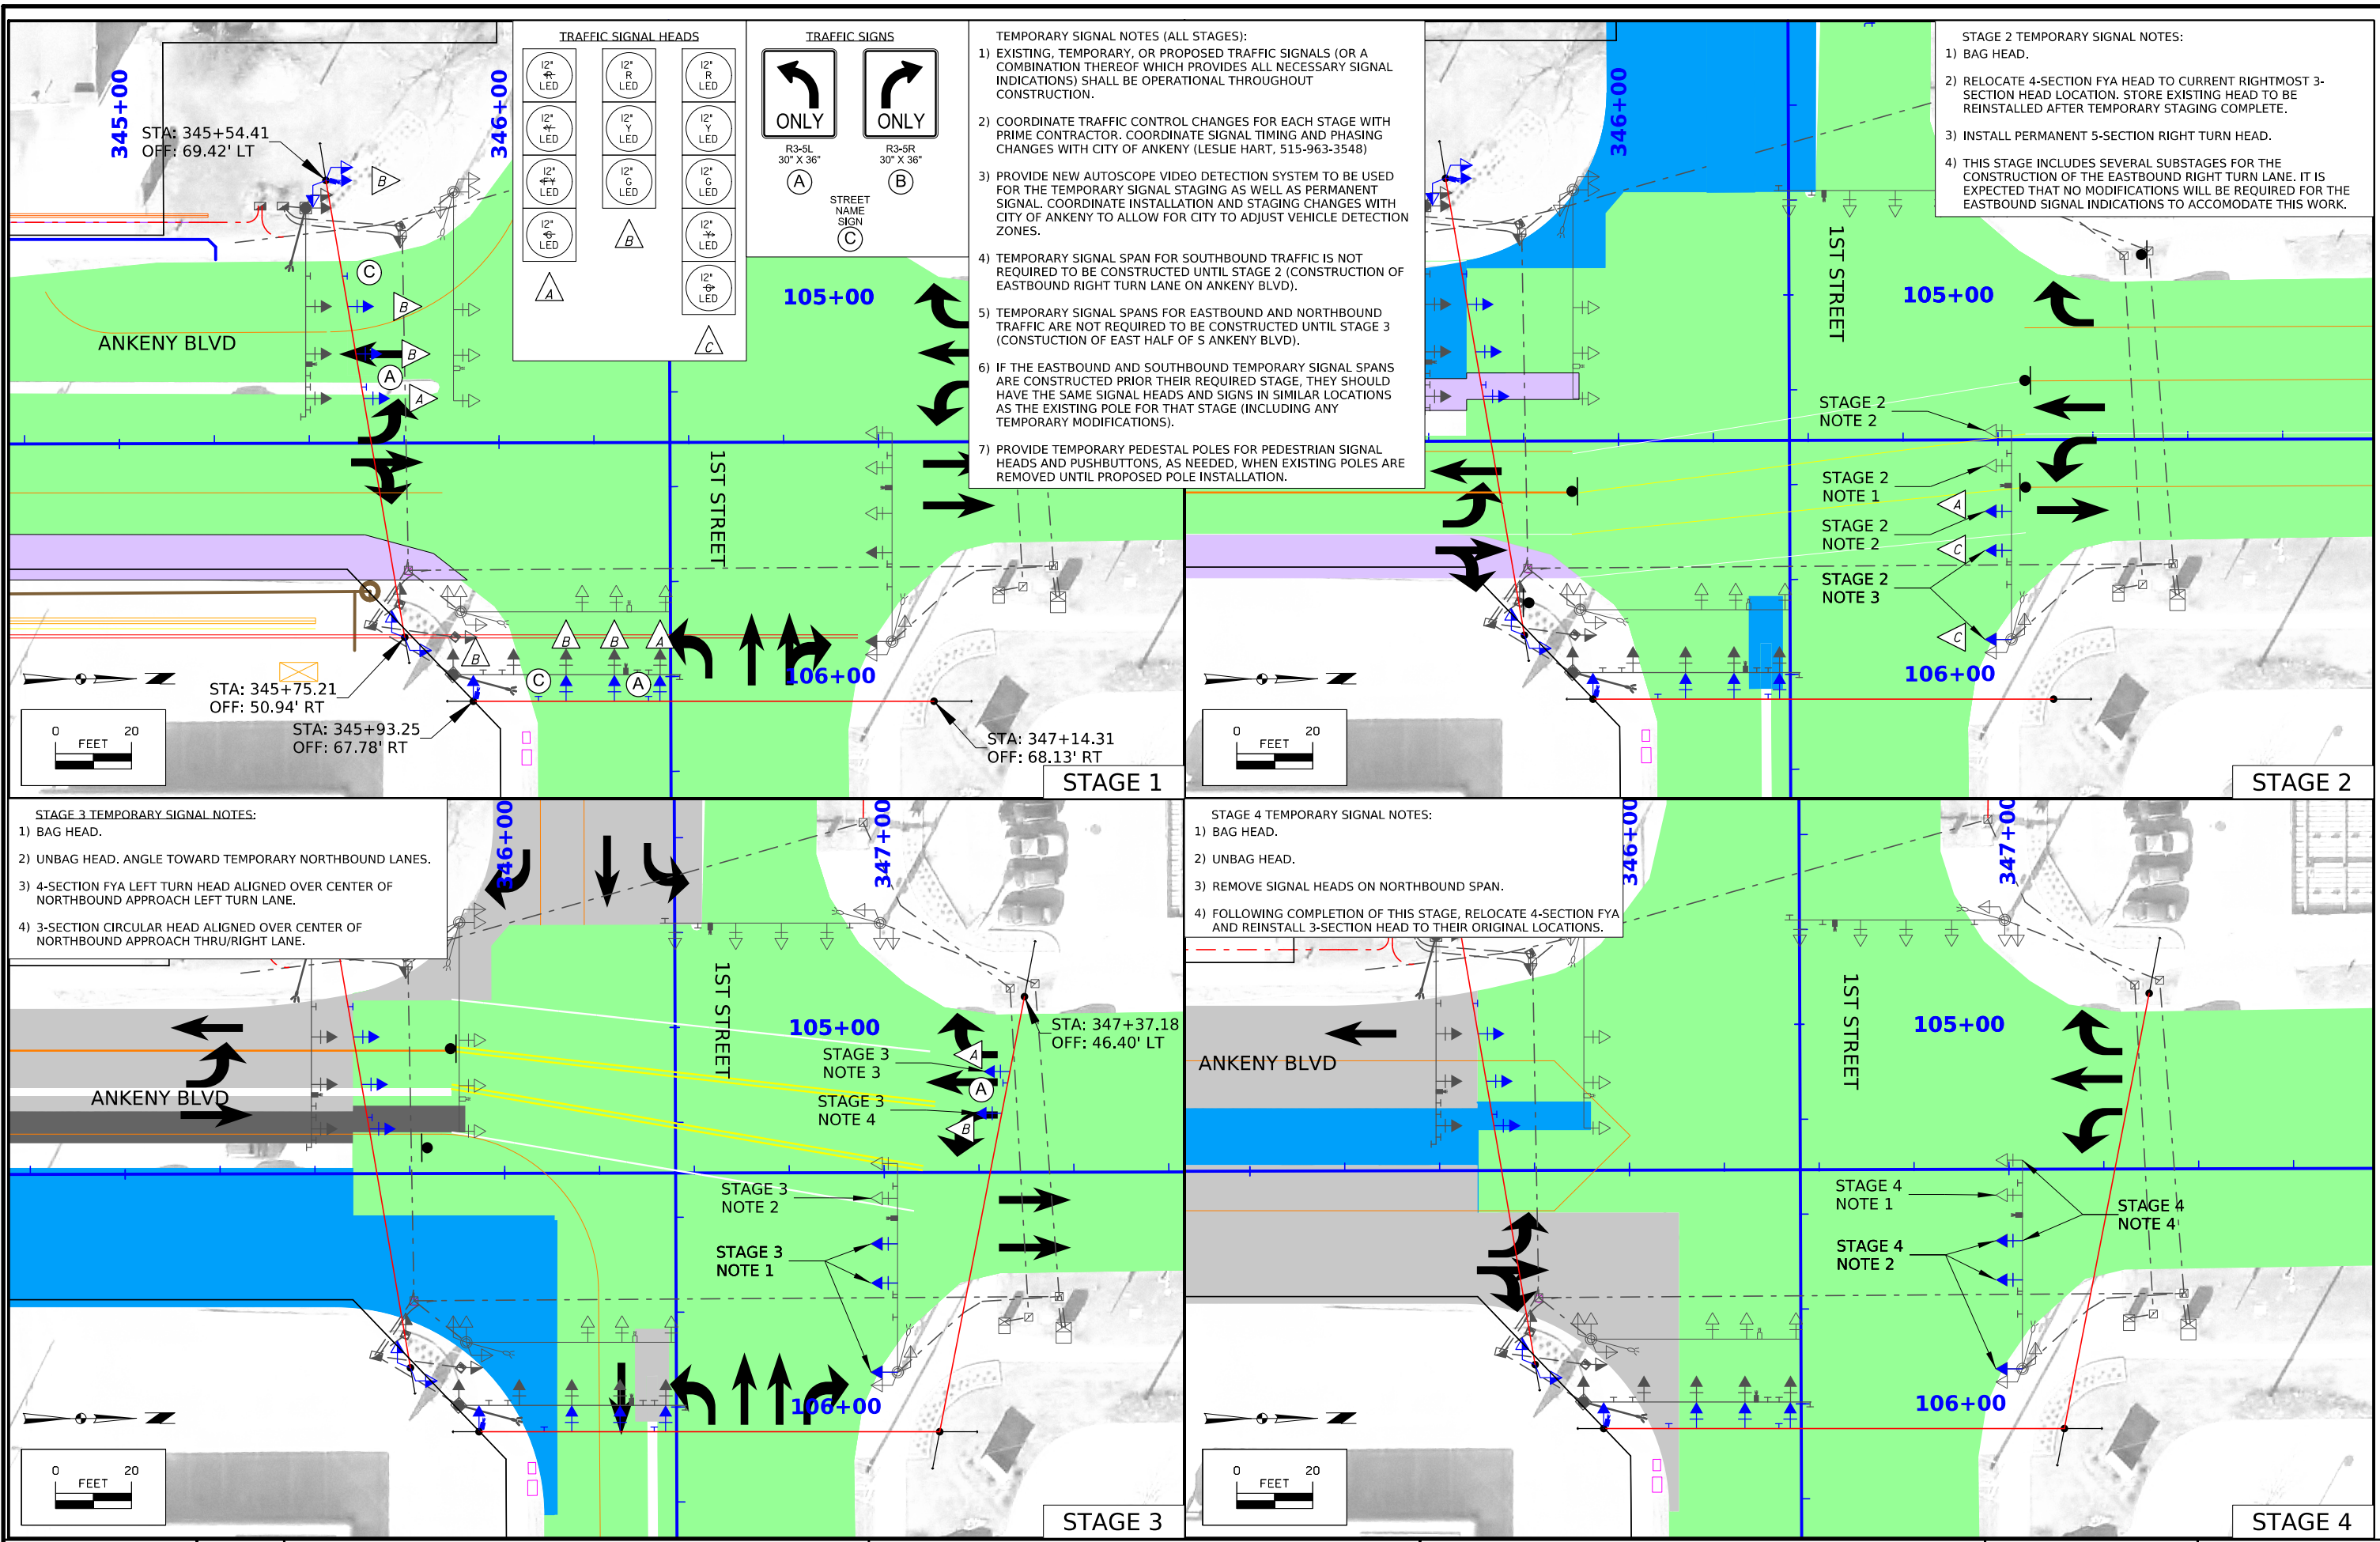 TRAFFIC SIGNAL HEADS
12"
R
LED
12"
R
LED
12"
R
LED
12"
Y
LED
12"
Y
LED
12"
Y
LED
12"
FY
LED
12"
G
LED
12"
G
LED
12"
G
LED
12"
Y
LED
12"
G
LED
A
B
C
TRAFFIC SIGNS
ONLY
ONLY
R3-5L
30" X 36"
R3-5R
30" X 36"
A
B
STREET
NAME
SIGN
C
TEMPORARY SIGNAL NOTES (ALL STAGES):
1) EXISTING, TEMPORARY, OR PROPOSED TRAFFIC SIGNALS (OR A
COMBINATION THEREOF WHICH PROVIDES ALL NECESSARY SIGNAL
INDICATIONS) SHALL BE OPERATIONAL THROUGHOUT
CONSTRUCTION.
2) COORDINATE TRAFFIC CONTROL CHANGES FOR EACH STAGE WITH
PRIME CONTRACTOR. COORDINATE SIGNAL TIMING AND PHASING
CHANGES WITH CITY OF ANKENY (LESLIE HART, 515-963-3548)
3) PROVIDE NEW AUTOSCOPE VIDEO DETECTION SYSTEM TO BE USED
FOR THE TEMPORARY SIGNAL STAGING AS WELL AS PERMANENT
SIGNAL. COORDINATE INSTALLATION AND STAGING CHANGES WITH
CITY OF ANKENY TO ALLOW FOR CITY TO ADJUST VEHICLE DETECTION
ZONES.
4) TEMPORARY SIGNAL SPAN FOR SOUTHBOUND TRAFFIC IS NOT
REQUIRED TO BE CONSTRUCTED UNTIL STAGE 2 (CONSTRUCTION OF
EASTBOUND RIGHT TURN LANE ON ANKENY BLVD).
5) TEMPORARY SIGNAL SPANS FOR EASTBOUND AND NORTHBOUND
TRAFFIC ARE NOT REQUIRED TO BE CONSTRUCTED UNTIL STAGE 3
(CONSTUCTION OF EAST HALF OF S ANKENY BLVD).
6) IF THE EASTBOUND AND SOUTHBOUND TEMPORARY SIGNAL SPANS
ARE CONSTRUCTED PRIOR THEIR REQUIRED STAGE, THEY SHOULD
HAVE THE SAME SIGNAL HEADS AND SIGNS IN SIMILAR LOCATIONS
AS THE EXISTING POLE FOR THAT STAGE (INCLUDING ANY
TEMPORARY MODIFICATIONS).
7) PROVIDE TEMPORARY PEDESTAL POLES FOR PEDESTRIAN SIGNAL
HEADS AND PUSHBUTTONS, AS NEEDED, WHEN EXISTING POLES ARE
REMOVED UNTIL PROPOSED POLE INSTALLATION.
345+00
346+00
STA: 345+54.41
OFF: 69.42' LT
B
C
B
B
A
A
ANKENY BLVD
105+00
1ST STREET
B
B
B
A
C
A
106+00
STA: 345+75.21
OFF: 50.94' RT
STA: 345+93.25
OFF: 67.78' RT
STA: 347+14.31
OFF: 68.13' RT
0 20
FEET
STAGE 1
STAGE 2 TEMPORARY SIGNAL NOTES:
1) BAG HEAD.
2) RELOCATE 4-SECTION FYA HEAD TO CURRENT RIGHTMOST 3-
SECTION HEAD LOCATION. STORE EXISTING HEAD TO BE
REINSTALLED AFTER TEMPORARY STAGING COMPLETE.
3) INSTALL PERMANENT 5-SECTION RIGHT TURN HEAD.
4) THIS STAGE INCLUDES SEVERAL SUBSTAGES FOR THE
CONSTRUCTION OF THE EASTBOUND RIGHT TURN LANE. IT IS
EXPECTED THAT NO MODIFICATIONS WILL BE REQUIRED FOR THE
EASTBOUND SIGNAL INDICATIONS TO ACCOMODATE THIS WORK.
346+00
1ST STREET
105+00
STAGE 2
NOTE 2
STAGE 2
NOTE 1
A
STAGE 2
NOTE 2
C
STAGE 2
NOTE 3
C
106+00
0 20
FEET
STAGE 2
STAGE 3 TEMPORARY SIGNAL NOTES:
1) BAG HEAD.
2) UNBAG HEAD. ANGLE TOWARD TEMPORARY NORTHBOUND LANES.
3) 4-SECTION FYA LEFT TURN HEAD ALIGNED OVER CENTER OF
NORTHBOUND APPROACH LEFT TURN LANE.
4) 3-SECTION CIRCULAR HEAD ALIGNED OVER CENTER OF
NORTHBOUND APPROACH THRU/RIGHT LANE.
346+00
347+00
1ST STREET
105+00
STA: 347+37.18
OFF: 46.40' LT
STAGE 3
NOTE 3
A
A
STAGE 3
NOTE 4
B
ANKENY BLVD
STAGE 3
NOTE 2
STAGE 3
NOTE 1
106+00
0 20
FEET
STAGE 3
STAGE 4 TEMPORARY SIGNAL NOTES:
1) BAG HEAD.
2) UNBAG HEAD.
3) REMOVE SIGNAL HEADS ON NORTHBOUND SPAN.
4) FOLLOWING COMPLETION OF THIS STAGE, RELOCATE 4-SECTION FYA
AND REINSTALL 3-SECTION HEAD TO THEIR ORIGINAL LOCATIONS.
346+00
347+00
1ST STREET
105+00
ANKENY BLVD
STAGE 4
NOTE 1
STAGE 4
NOTE 4
STAGE 4
NOTE 2
106+00
0 20
FEET
STAGE 4